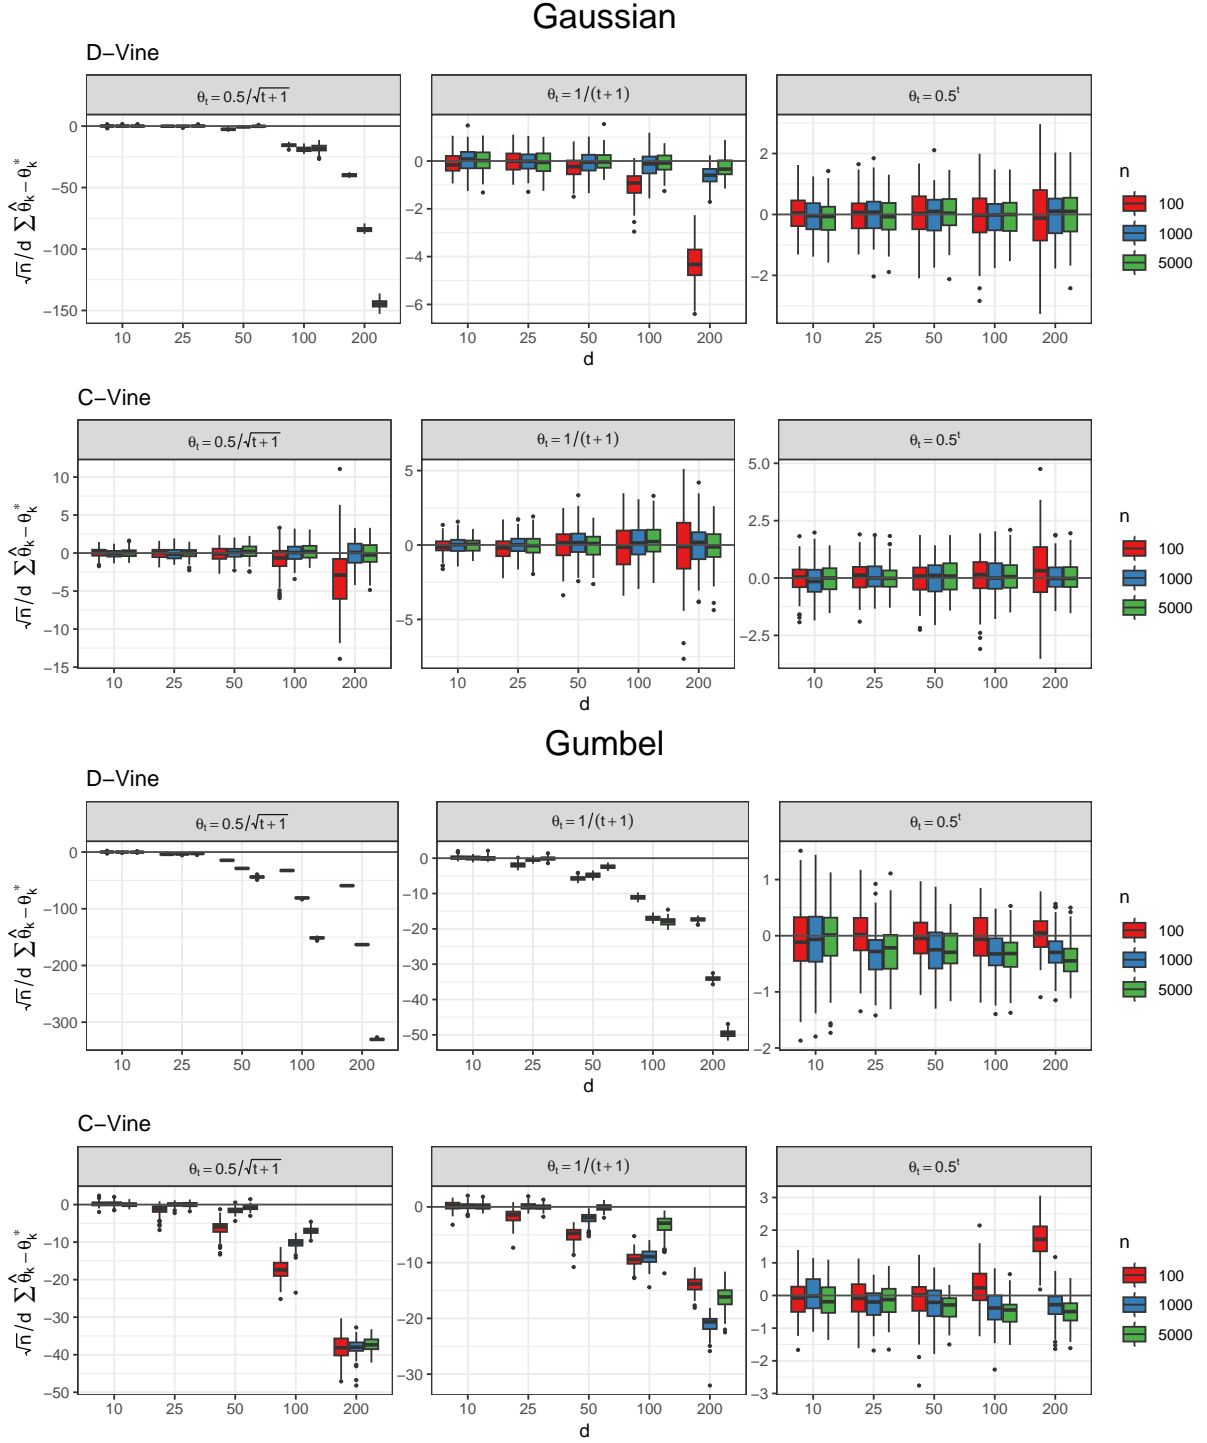 Gaussian
D−Vine
θt = 0.5/√t + 1
θt = 1/(t + 1)
θt = 0.5^t
√n/d ∑ θ̂k − θk*
0
−50
−100
−150
10 25 50 100 200
0
−2
−4
−6
10 25 50 100 200
2
0
−2
10 25 50 100 200
d
n
100
1000
5000
C−Vine
θt = 0.5/√t + 1
θt = 1/(t + 1)
θt = 0.5^t
√n/d ∑ θ̂k − θk*
10
5
0
−5
−10
−15
10 25 50 100 200
5
0
−5
10 25 50 100 200
5.0
2.5
0.0
−2.5
10 25 50 100 200
d
n
100
1000
5000
Gumbel
D−Vine
θt = 0.5/√t + 1
θt = 1/(t + 1)
θt = 0.5^t
√n/d ∑ θ̂k − θk*
0
−100
−200
−300
10 25 50 100 200
0
−10
−20
−30
−40
−50
10 25 50 100 200
1
0
−1
−2
10 25 50 100 200
d
n
100
1000
5000
C−Vine
θt = 0.5/√t + 1
θt = 1/(t + 1)
θt = 0.5^t
√n/d ∑ θ̂k − θk*
0
−10
−20
−30
−40
−50
10 25 50 100 200
0
−10
−20
−30
10 25 50 100 200
3
2
1
0
−1
−2
−3
10 25 50 100 200
d
n
100
1000
5000